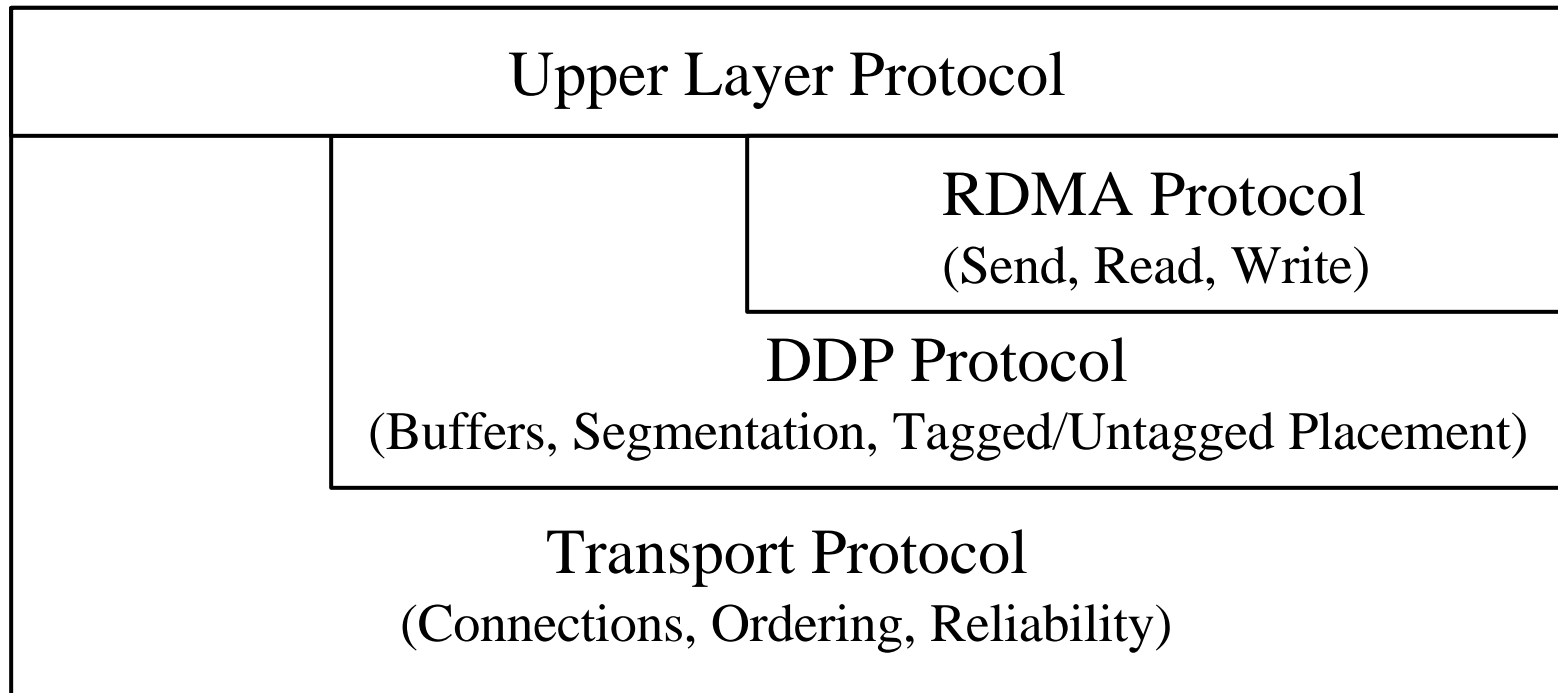 Upper Layer Protocol
RDMA Protocol
(Send, Read, Write)
DDP Protocol
(Buffers, Segmentation, Tagged/Untagged Placement)
Transport Protocol
(Connections, Ordering, Reliability)